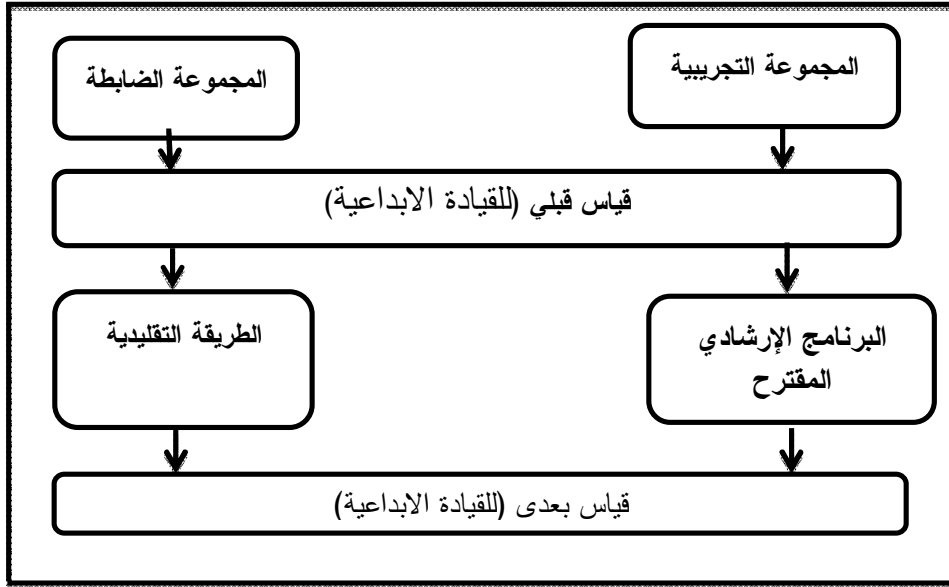 المجموعة التجريبية
المجموعة الضابطة
قياس قبلي (للقيادة الابداعية)
البرنامج الإرشادي
المقترح
الطريقة التقليدية
قياس بعدى (للقيادة الابداعية)